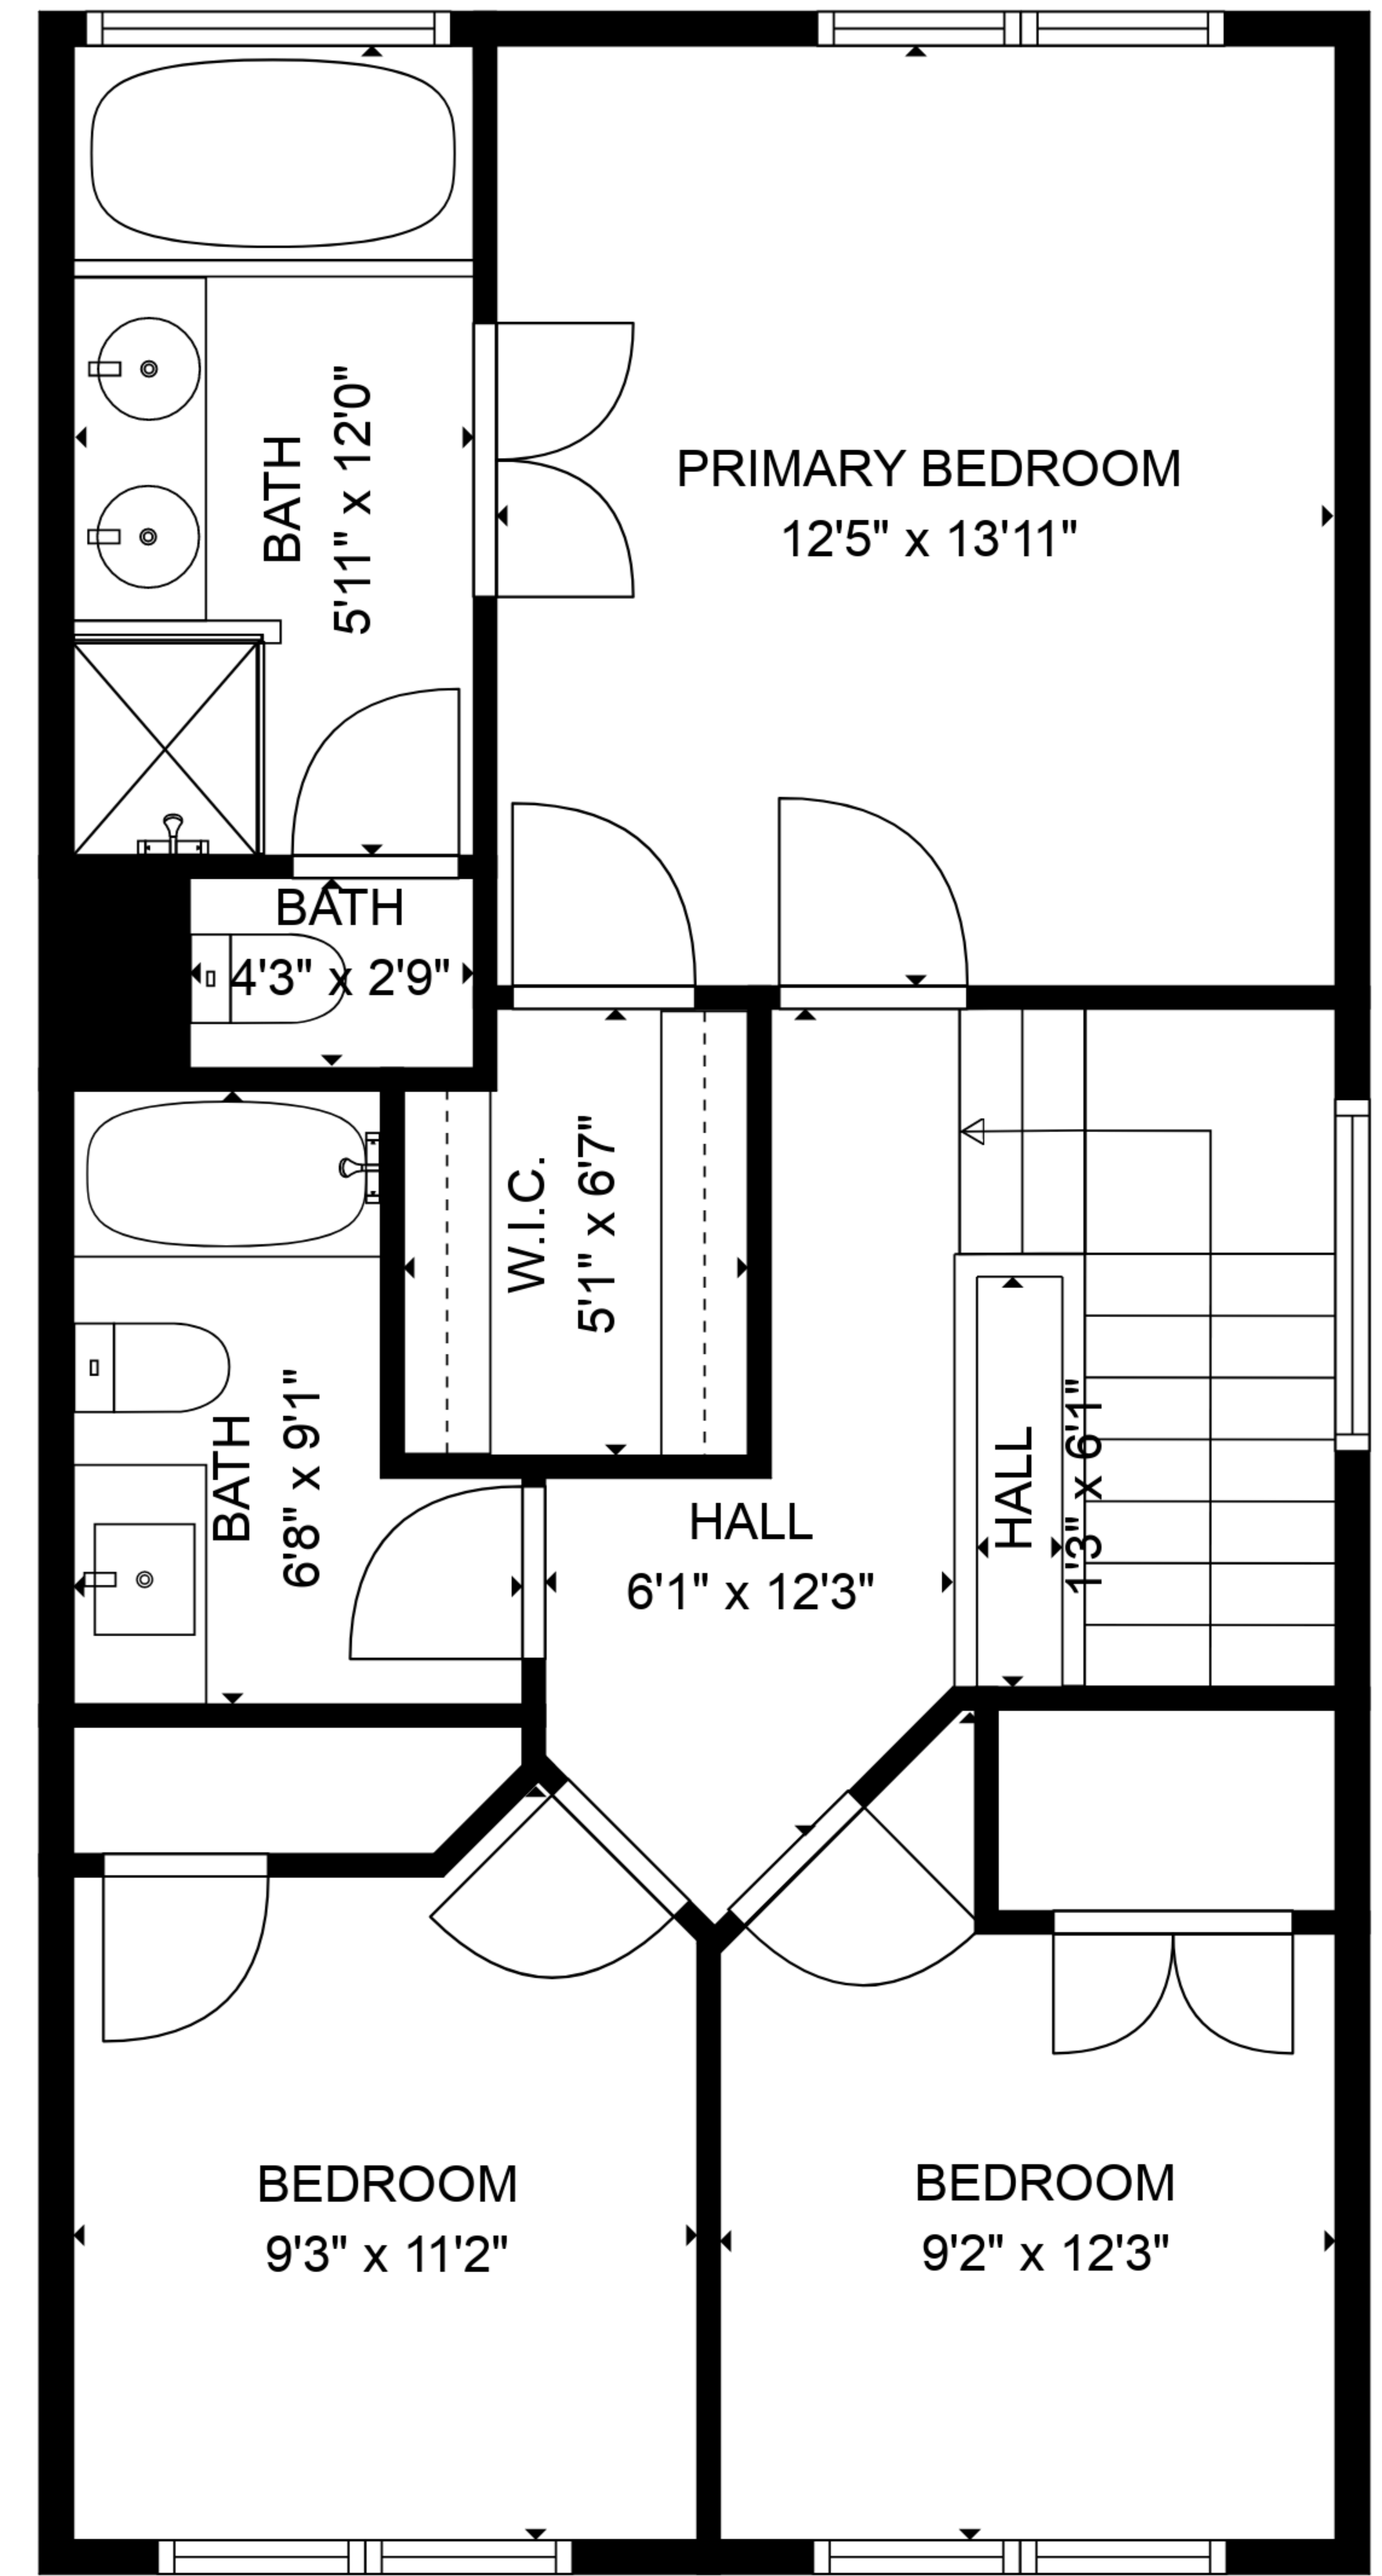 BATH
5'11" x 12'0"
PRIMARY BEDROOM
12'5" x 13'11"
BATH
4'3" x 2'9"
W.I.C.
5'1" x 6'7"
BATH
6'8" x 9'1"
HALL
6'1" x 12'3"
HALL
1'3" x 6'1"
BEDROOM
9'3" x 11'2"
BEDROOM
9'2" x 12'3"